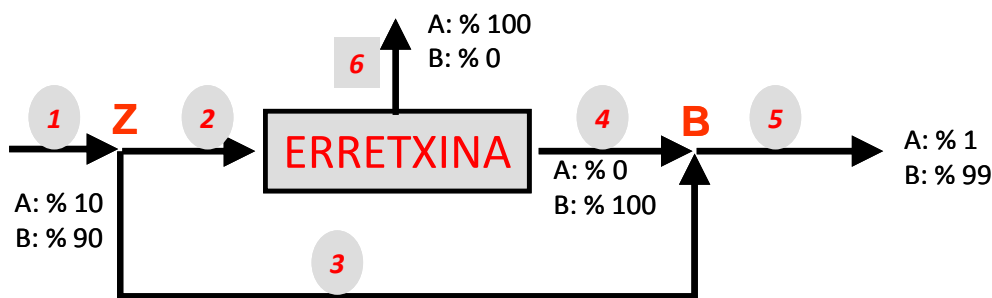 A: % 100
B: % 0
6
1
Z
2
ERRETXINA
4
B
5
A: % 10
B: % 90
A: % 0
B: % 100
A: % 1
B: % 99
3